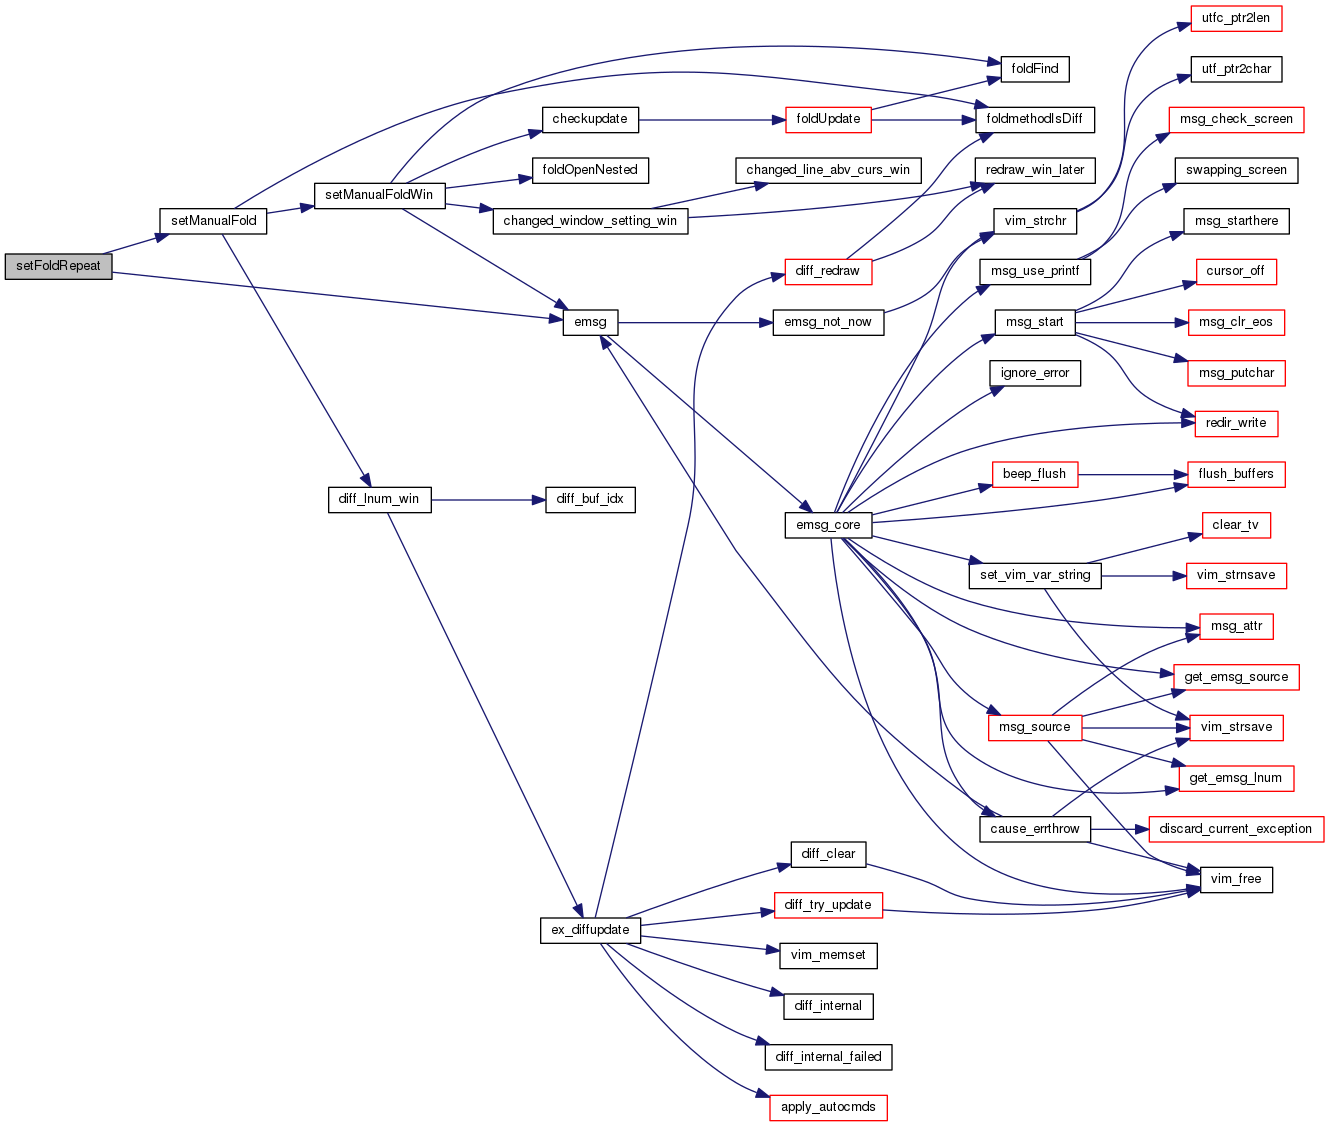 utfc_ptr2len
foldFind
utf_ptr2char
checkupdate
foldUpdate
foldmethodIsDiff
msg_check_screen
foldOpenNested
changed_line_abv_curs_win
redraw_win_later
swapping_screen
setManualFoldWin
setManualFold
changed_window_setting_win
vim_strchr
msg_starthere
setFoldRepeat
diff_redraw
msg_use_printf
cursor_off
emsg
emsg_not_now
msg_start
msg_clr_eos
ignore_error
msg_putchar
redir_write
beep_flush
flush_buffers
diff_lnum_win
diff_buf_idx
emsg_core
clear_tv
set_vim_var_string
vim_strnsave
msg_attr
get_emsg_source
msg_source
vim_strsave
get_emsg_lnum
cause_errthrow
discard_current_exception
diff_clear
vim_free
diff_try_update
ex_diffupdate
vim_memset
diff_internal
diff_internal_failed
apply_autocmds